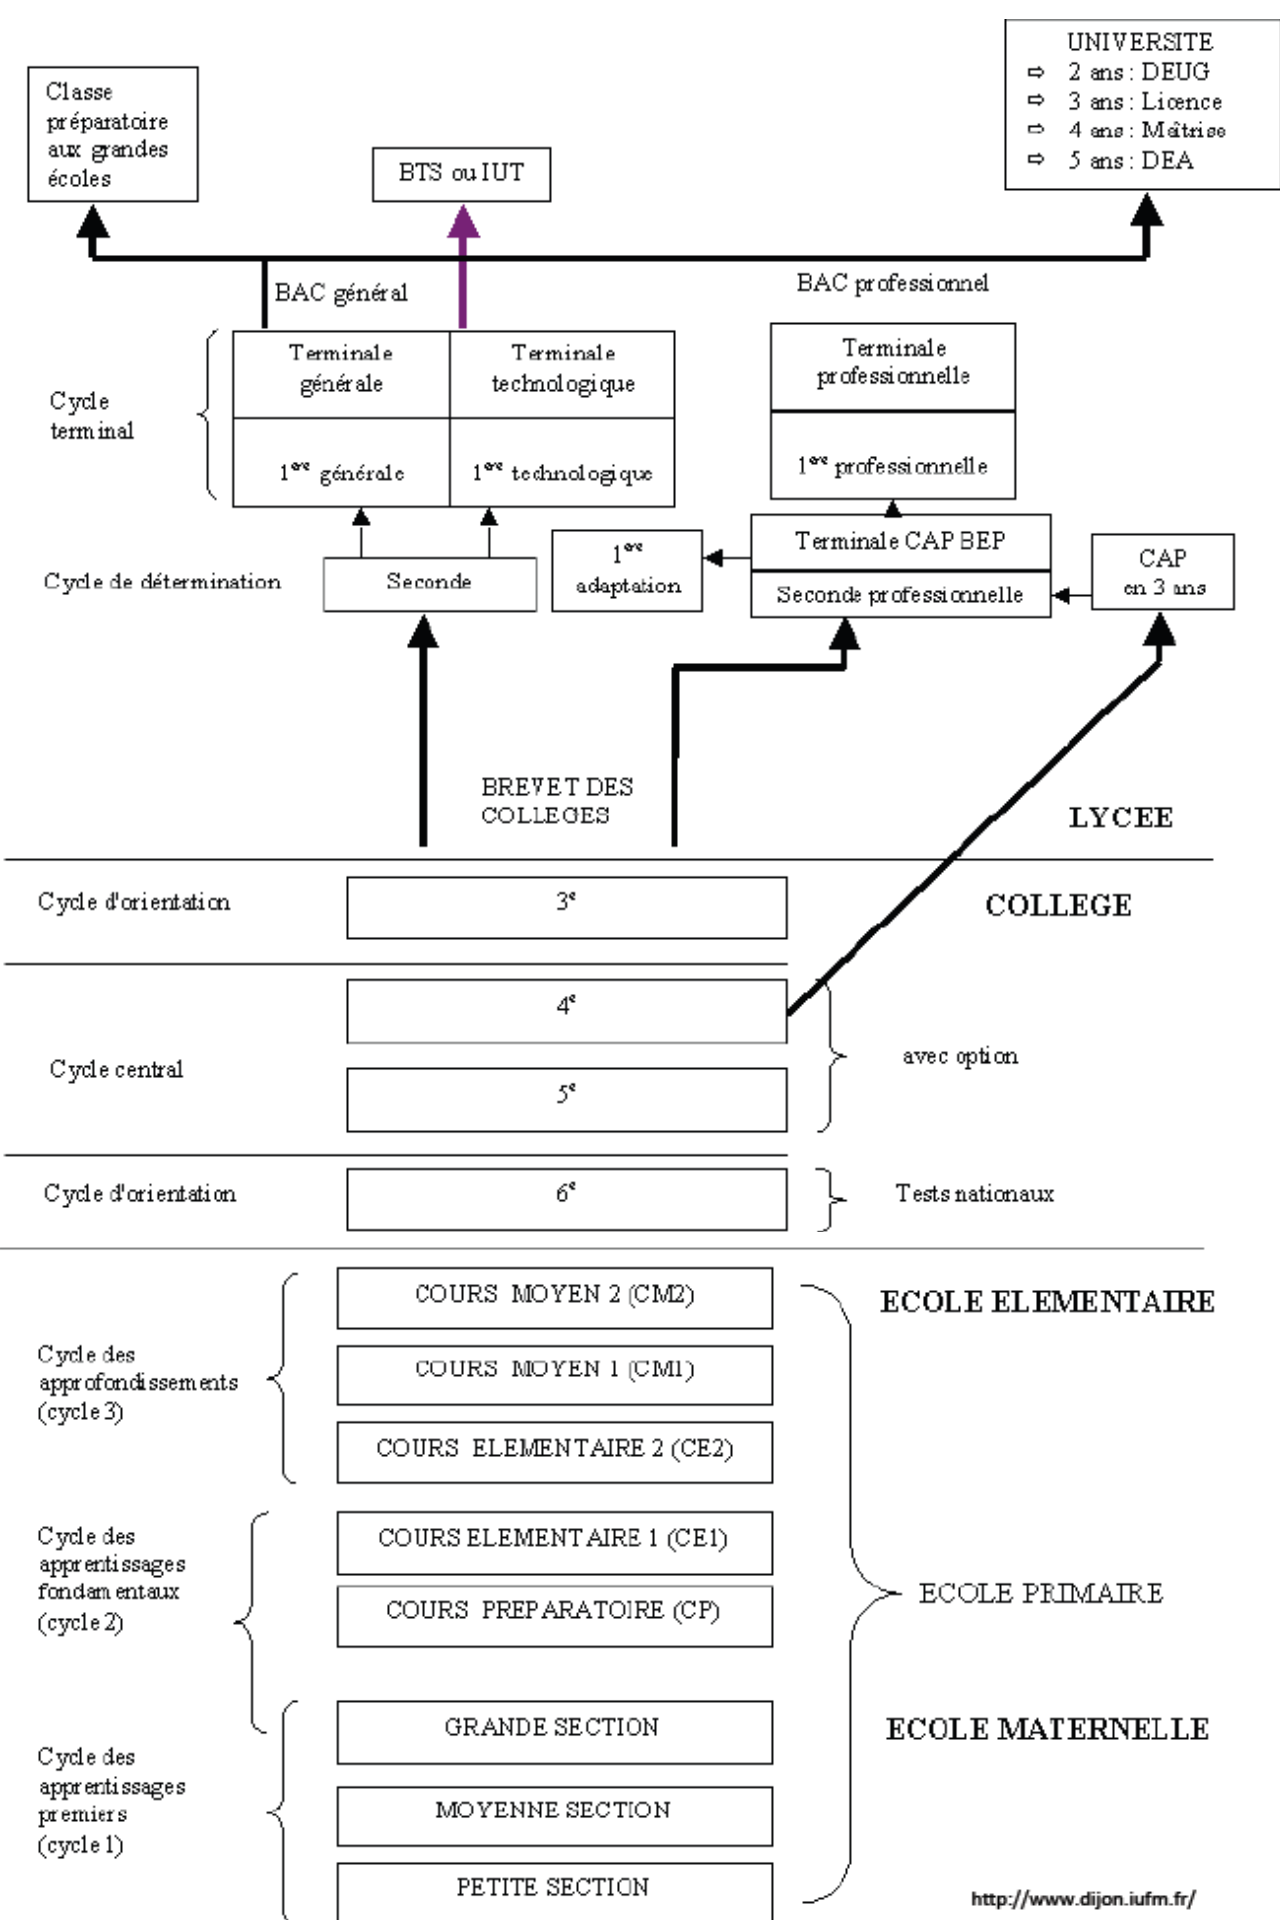 UNIVERSITE
⇨ 2 ans : DEUG
⇨ 3 ans : Licence
⇨ 4 ans : Maîtrise
⇨ 5 ans : DEA
Classe
préparatoire
aux grandes
écoles
BTS ou IUT
BAC général
BAC professionnel
Cycle
terminal
Terminale
générale
Terminale
technologique
Terminale
professionnelle
1ere générale
1ere technologique
1ere professionnelle
Cycle de détermination
Seconde
1ere
adaptation
Terminale CAP BEP
Seconde professionnelle
CAP
en 3 ans
BREVET DES
COLLEGES
LYCEE
Cycle d'orientation
3e
COLLEGE
4e
Cycle central
avec option
5e
Cycle d'orientation
6e
Tests nationaux
COURS MOYEN 2 (CM2)
ECOLE ELEMENTAIRE
Cycle des
approfondissements
(cycle 3)
COURS MOYEN 1 (CM1)
COURS ELEMENTAIRE 2 (CE2)
Cycle des
apprentissages
fondamentaux
(cycle 2)
COURS ELEMENTAIRE 1 (CE1)
COURS PREPARATOIRE (CP)
ECOLE PRIMAIRE
GRANDE SECTION
ECOLE MATERNELLE
Cycle des
apprentissages
premiers
(cycle 1)
MOYENNE SECTION
PETITE SECTION
http://www.dijon.iufm.fr/